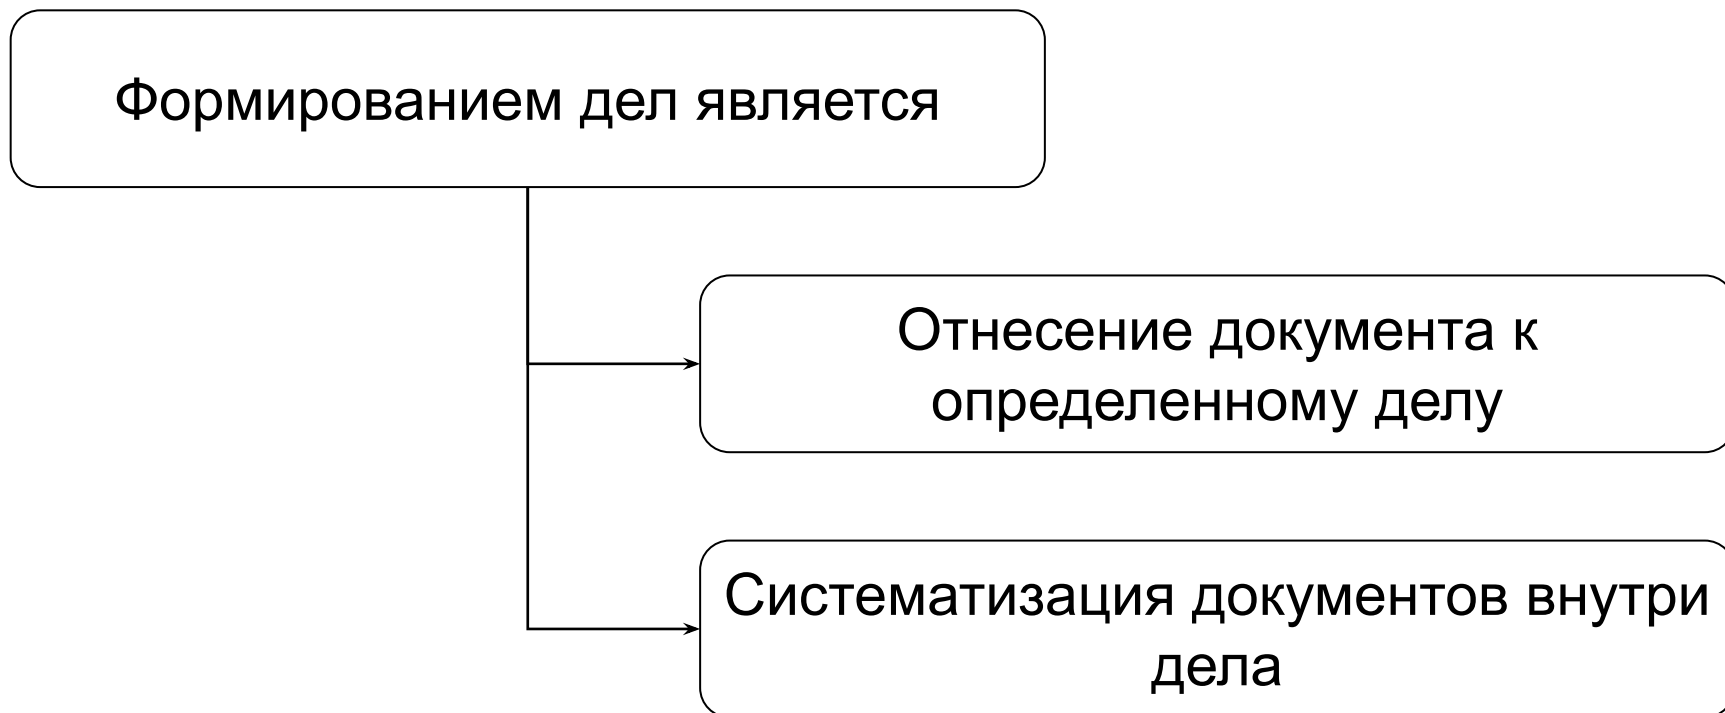 Формированием дел является
Отнесение документа к
определенному делу
Систематизация документов внутри
дела